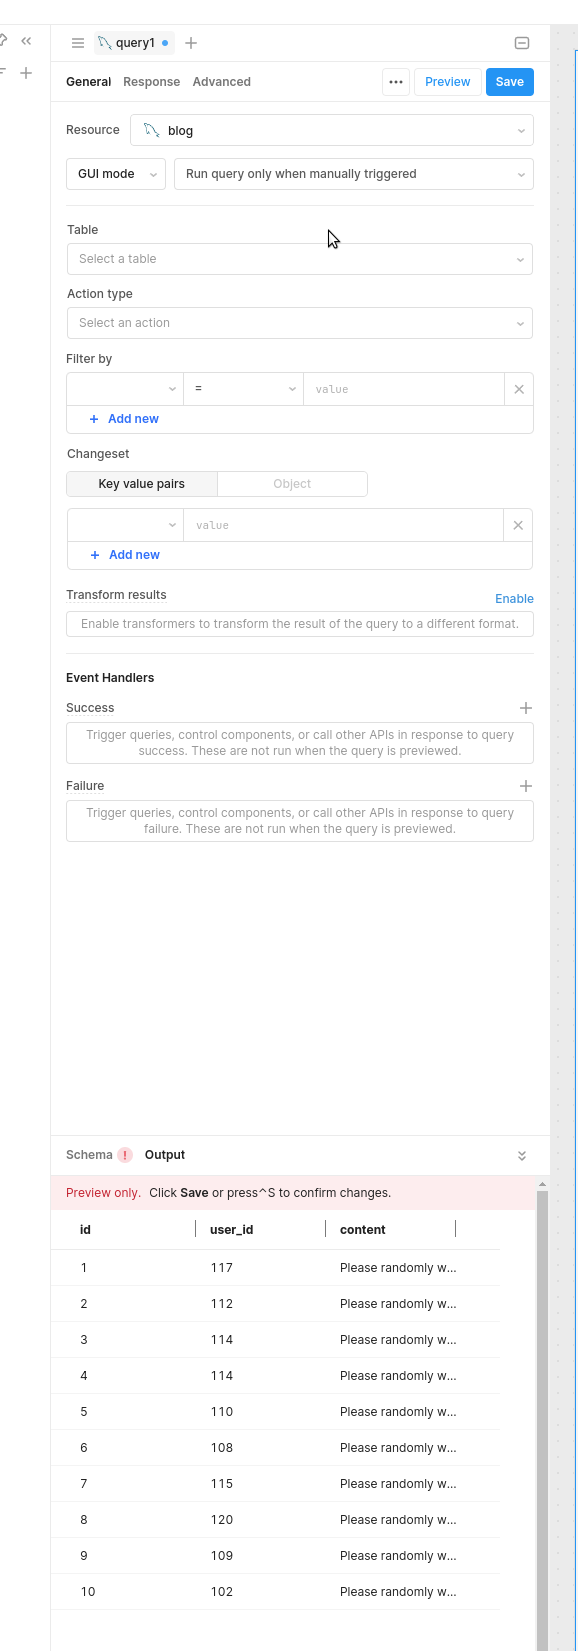 query1
General Response Advanced ... Preview Save
Resource blog
GUI mode Run query only when manually triggered
Table
Select a table
Action type
Select an action
Filter by
= value
+ Add new
Changeset
Key value pairs Object
value
+ Add new
Transform results Enable
Enable transformers to transform the result of the query to a different format.
Event Handlers
Success
Trigger queries, control components, or call other APIs in response to query
success. These are not run when the query is previewed.
Failure
Trigger queries, control components, or call other APIs in response to query
failure. These are not run when the query is previewed.
Schema ! Output
Preview only. Click Save or press^S to confirm changes.
id user_id content
1 117 Please randomly w...
2 112 Please randomly w...
3 114 Please randomly w...
4 114 Please randomly w...
5 110 Please randomly w...
6 108 Please randomly w...
7 115 Please randomly w...
8 120 Please randomly w...
9 109 Please randomly w...
10 102 Please randomly w...